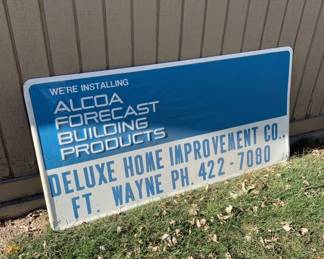 WE'RE INSTALLING
ALCOA
FORECAST
BUILDING
PRODUCTS
DELUXE HOME IMPROVEMENT CO.,
FT. WAYNE PH. 422-7080